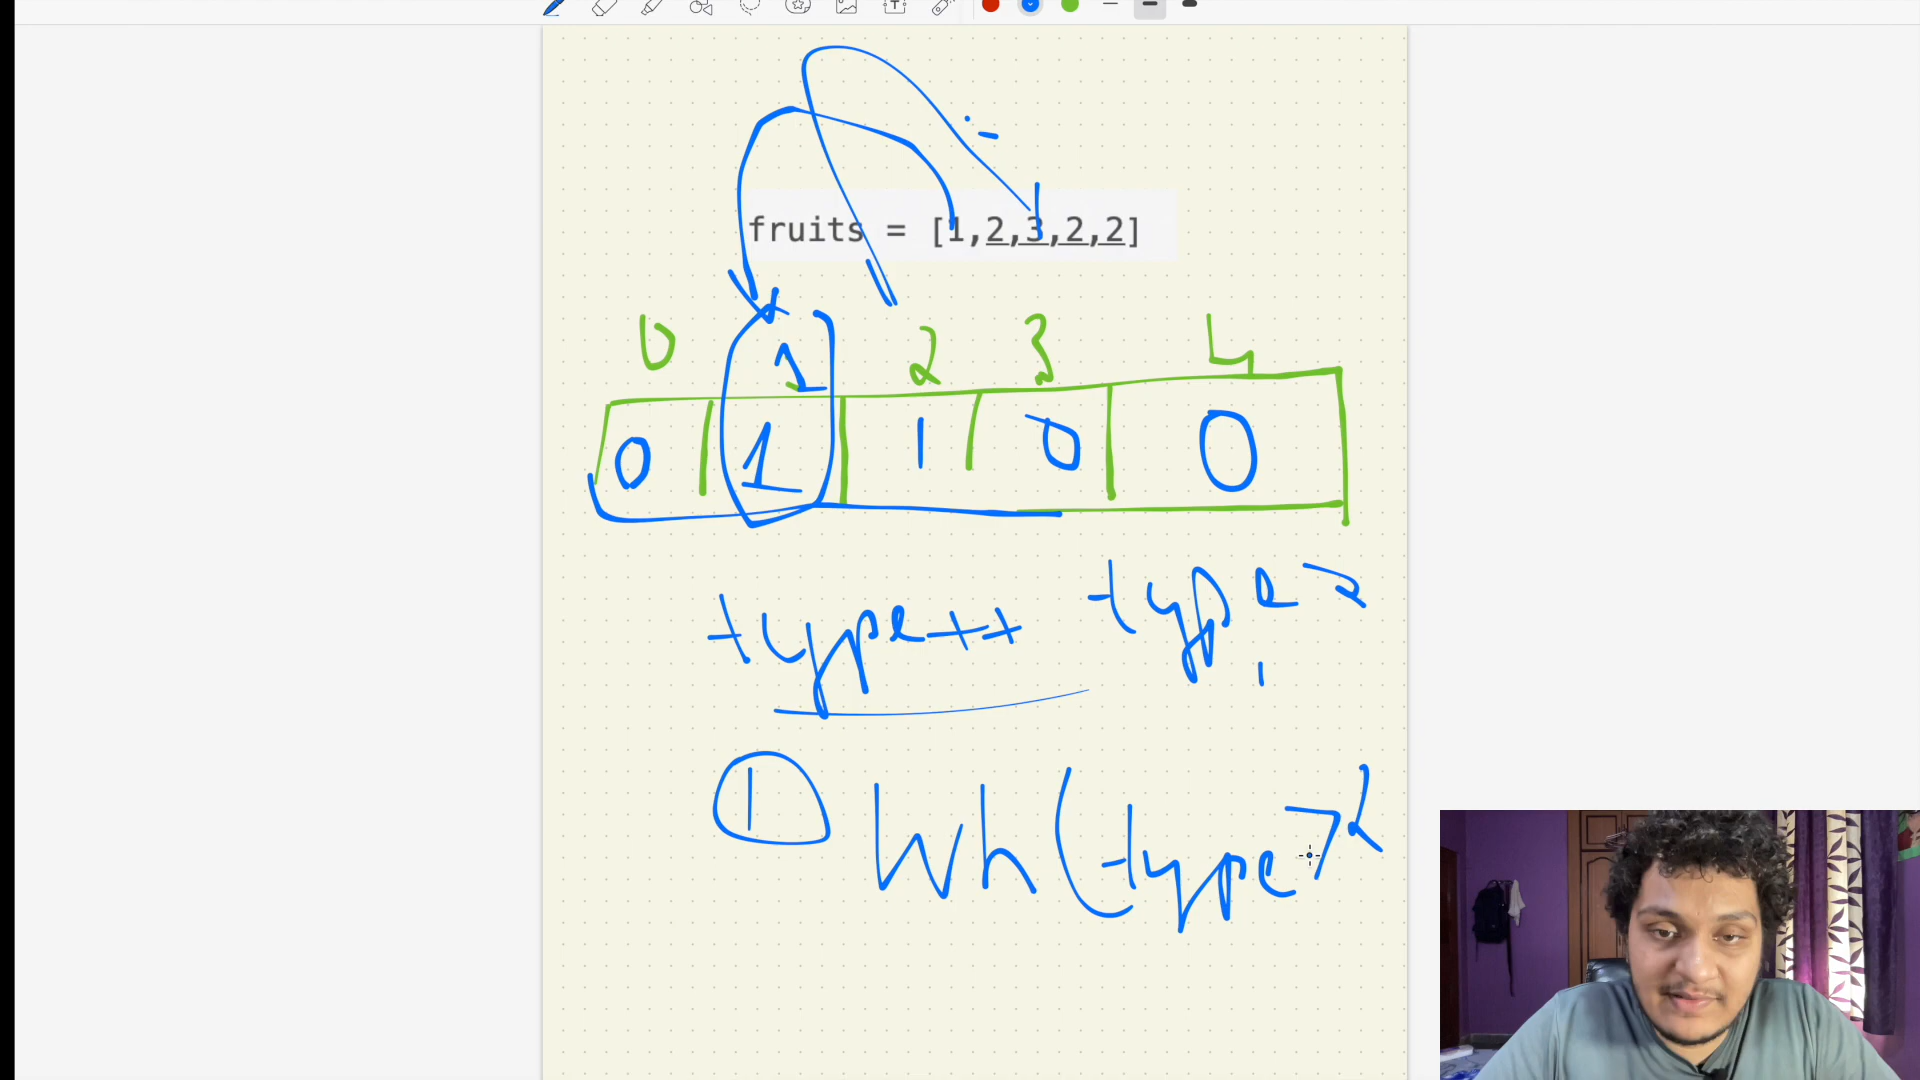 fruits = [1,2,3,2,2]
0 1 2 3 4
0 1 1 0 0
type++ type =
1
① Wh(type>2